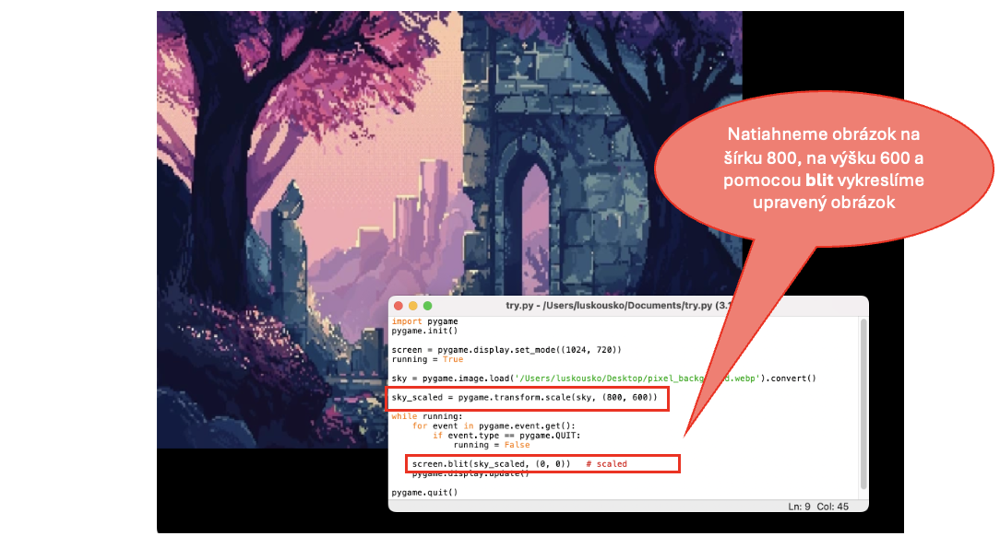 Natiahneme obrázok na
šírku 800, na výšku 600 a
pomocou blit vykreslíme
upravený obrázok
try.py - /Users/luskousko/Documents/try.py (3.1
import pygame
pygame.init()
screen = pygame.display.set_mode((1024, 720))
running = True
sky = pygame.image.load('/Users/luskousko/Desktop/pixel_backg d.webp').convert()
sky_scaled = pygame.transform.scale(sky, (800, 600))
while running:
    for event in pygame.event.get():
        if event.type == pygame.QUIT:
            running = False
    screen.blit(sky_scaled, (0, 0))   # scaled
    pygame.display.update()
pygame.quit()
Ln: 9 Col: 45